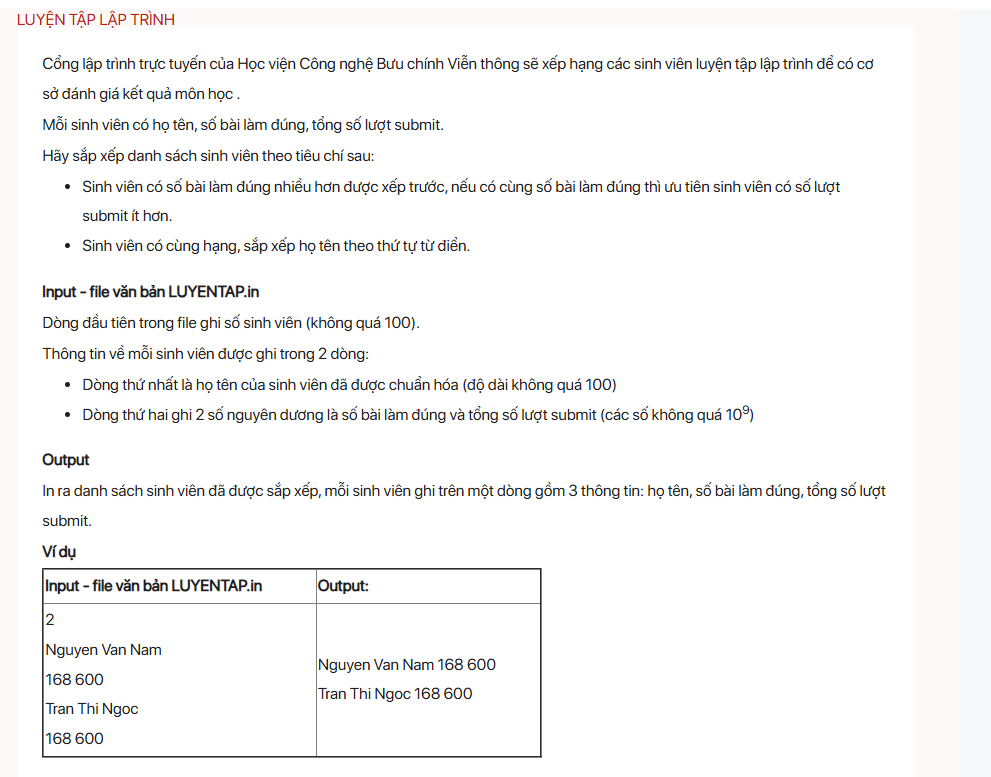 LUYỆN TẬP LẬP TRÌNH
Cổng lập trình trực tuyến của Học viện Công nghệ Bưu chính Viễn thông sẽ xếp hạng các sinh viên luyện tập lập trình để có cơ
sở đánh giá kết quả môn học .
Mỗi sinh viên có họ tên, số bài làm đúng, tổng số lượt submit.
Hãy sắp xếp danh sách sinh viên theo tiêu chí sau:
• Sinh viên có số bài làm đúng nhiều hơn được xếp trước, nếu có cùng số bài làm đúng thì ưu tiên sinh viên có số lượt
submit ít hơn.
• Sinh viên có cùng hạng, sắp xếp họ tên theo thứ tự từ điển.
Input - file văn bản LUYENTAP.in
Dòng đầu tiên trong file ghi số sinh viên (không quá 100).
Thông tin về mỗi sinh viên được ghi trong 2 dòng:
• Dòng thứ nhất là họ tên của sinh viên đã được chuẩn hóa (độ dài không quá 100)
• Dòng thứ hai ghi 2 số nguyên dương là số bài làm đúng và tổng số lượt submit (các số không quá 10⁹)
Output
In ra danh sách sinh viên đã được sắp xếp, mỗi sinh viên ghi trên một dòng gồm 3 thông tin: họ tên, số bài làm đúng, tổng số lượt
submit.
Ví dụ
Input - file văn bản LUYENTAP.in
Output:
2
Nguyen Van Nam
168 600
Tran Thi Ngoc
168 600
Nguyen Van Nam 168 600
Tran Thi Ngoc 168 600